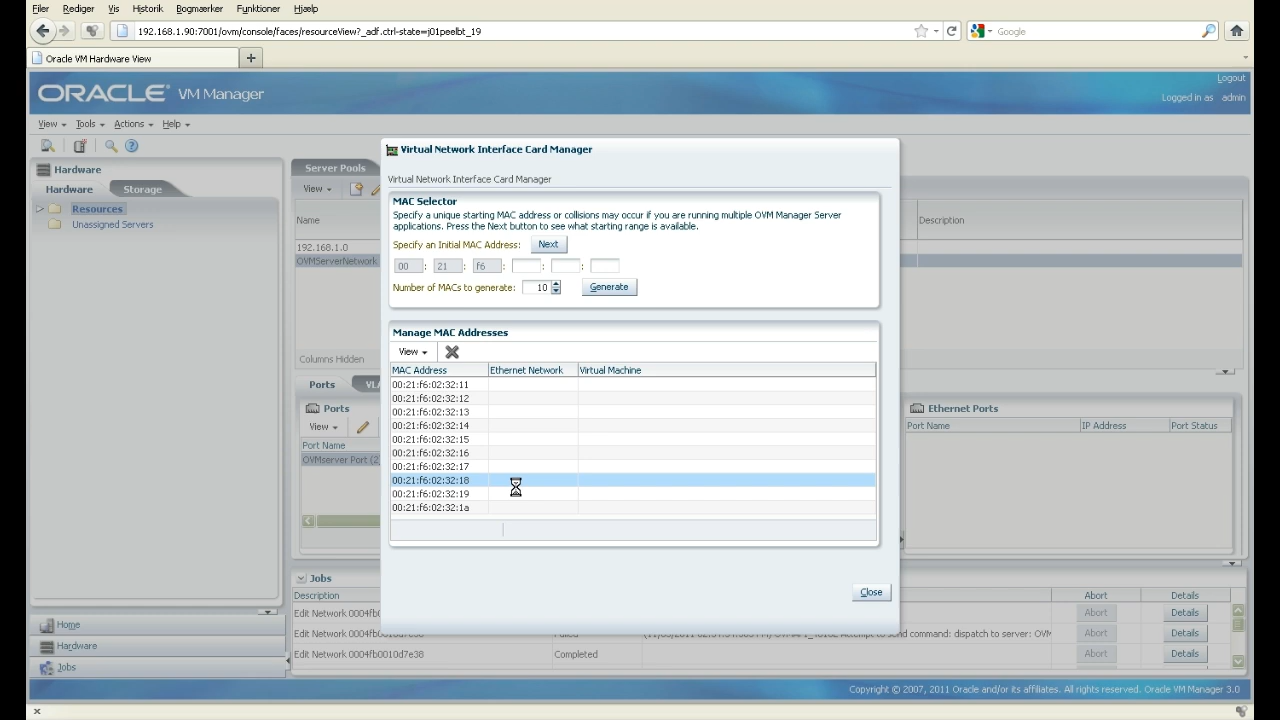 Filer Rediger Vis Historik Bogmærker Funktioner Hjælp
192.168.1.90:7001/ovm/console/faces/resourceView?_adf.ctrl-state=j01peelbt_19
Google
Oracle VM Hardware View
ORACLE VM Manager
Logout
Logged in as admin
View Tools Actions Help
Hardware
Hardware Storage
Resources
Unassigned Servers
Home
Hardware
Jobs
Server Pools
View
Name
Description
192.168.1.0
OVMServerNetwork
Columns Hidden
Ports
Ports
View
Port Name
OVMserver Port (2)
Ethernet Ports
Port Name IP Address Port Status
Virtual Network Interface Card Manager
Virtual Network Interface Card Manager
MAC Selector
Specify a unique starting MAC address or collisions may occur if you are running multiple OVM Manager Server
applications. Press the Next button to see what starting range is available.
Specify an Initial MAC Address: Next
00 : 21 : f6 : : :
Number of MACs to generate: 10 Generate
Manage MAC Addresses
View
MAC Address Ethernet Network Virtual Machine
00:21:f6:02:32:11
00:21:f6:02:32:12
00:21:f6:02:32:13
00:21:f6:02:32:14
00:21:f6:02:32:15
00:21:f6:02:32:16
00:21:f6:02:32:17
00:21:f6:02:32:18
00:21:f6:02:32:19
00:21:f6:02:32:1a
Close
Jobs
Description Abort Details
Edit Network Abort Details
Abort Details
Edit Network 0004fb0010d7e38 Completed Abort Details
Copyright © 2007, 2011 Oracle and/or its affiliates. All rights reserved. Oracle VM Manager 3.0